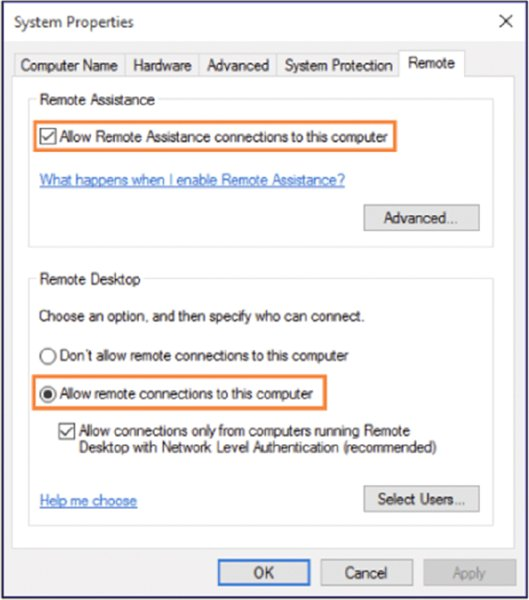 System Properties
Computer Name Hardware Advanced System Protection Remote
Remote Assistance
Allow Remote Assistance connections to this computer
What happens when I enable Remote Assistance?
Advanced...
Remote Desktop
Choose an option, and then specify who can connect.
Don't allow remote connections to this computer
Allow remote connections to this computer
Allow connections only from computers running Remote
Desktop with Network Level Authentication (recommended)
Help me choose
Select Users...
OK Cancel Apply